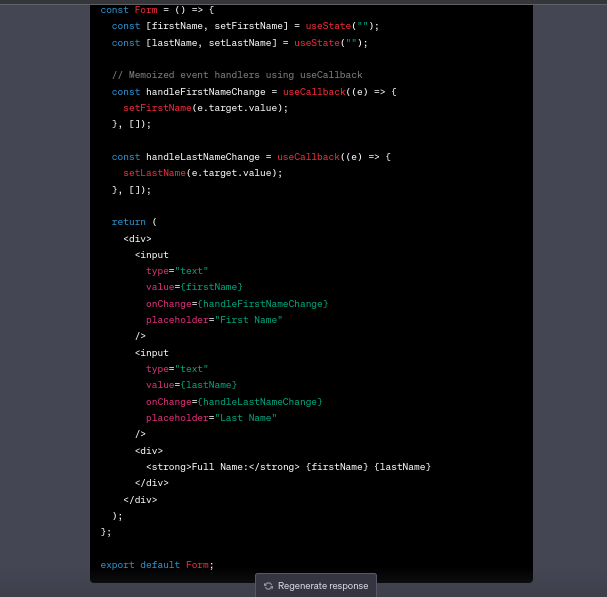 const Form = () => {
  const [firstName, setFirstName] = useState("");
  const [lastName, setLastName] = useState("");

  // Memoized event handlers using useCallback
  const handleFirstNameChange = useCallback((e) => {
    setFirstName(e.target.value);
  }, []);

  const handleLastNameChange = useCallback((e) => {
    setLastName(e.target.value);
  }, []);

  return (
    <div>
      <input
        type="text"
        value={firstName}
        onChange={handleFirstNameChange}
        placeholder="First Name"
      />
      <input
        type="text"
        value={lastName}
        onChange={handleLastNameChange}
        placeholder="Last Name"
      />
      <div>
        <strong>Full Name:</strong> {firstName} {lastName}
      </div>
    </div>
  );
};

export default Form;
Regenerate response